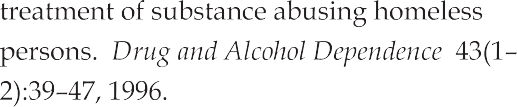 treatment of substance abusing homeless
persons. Drug and Alcohol Dependence 43(1–
2):39–47, 1996.